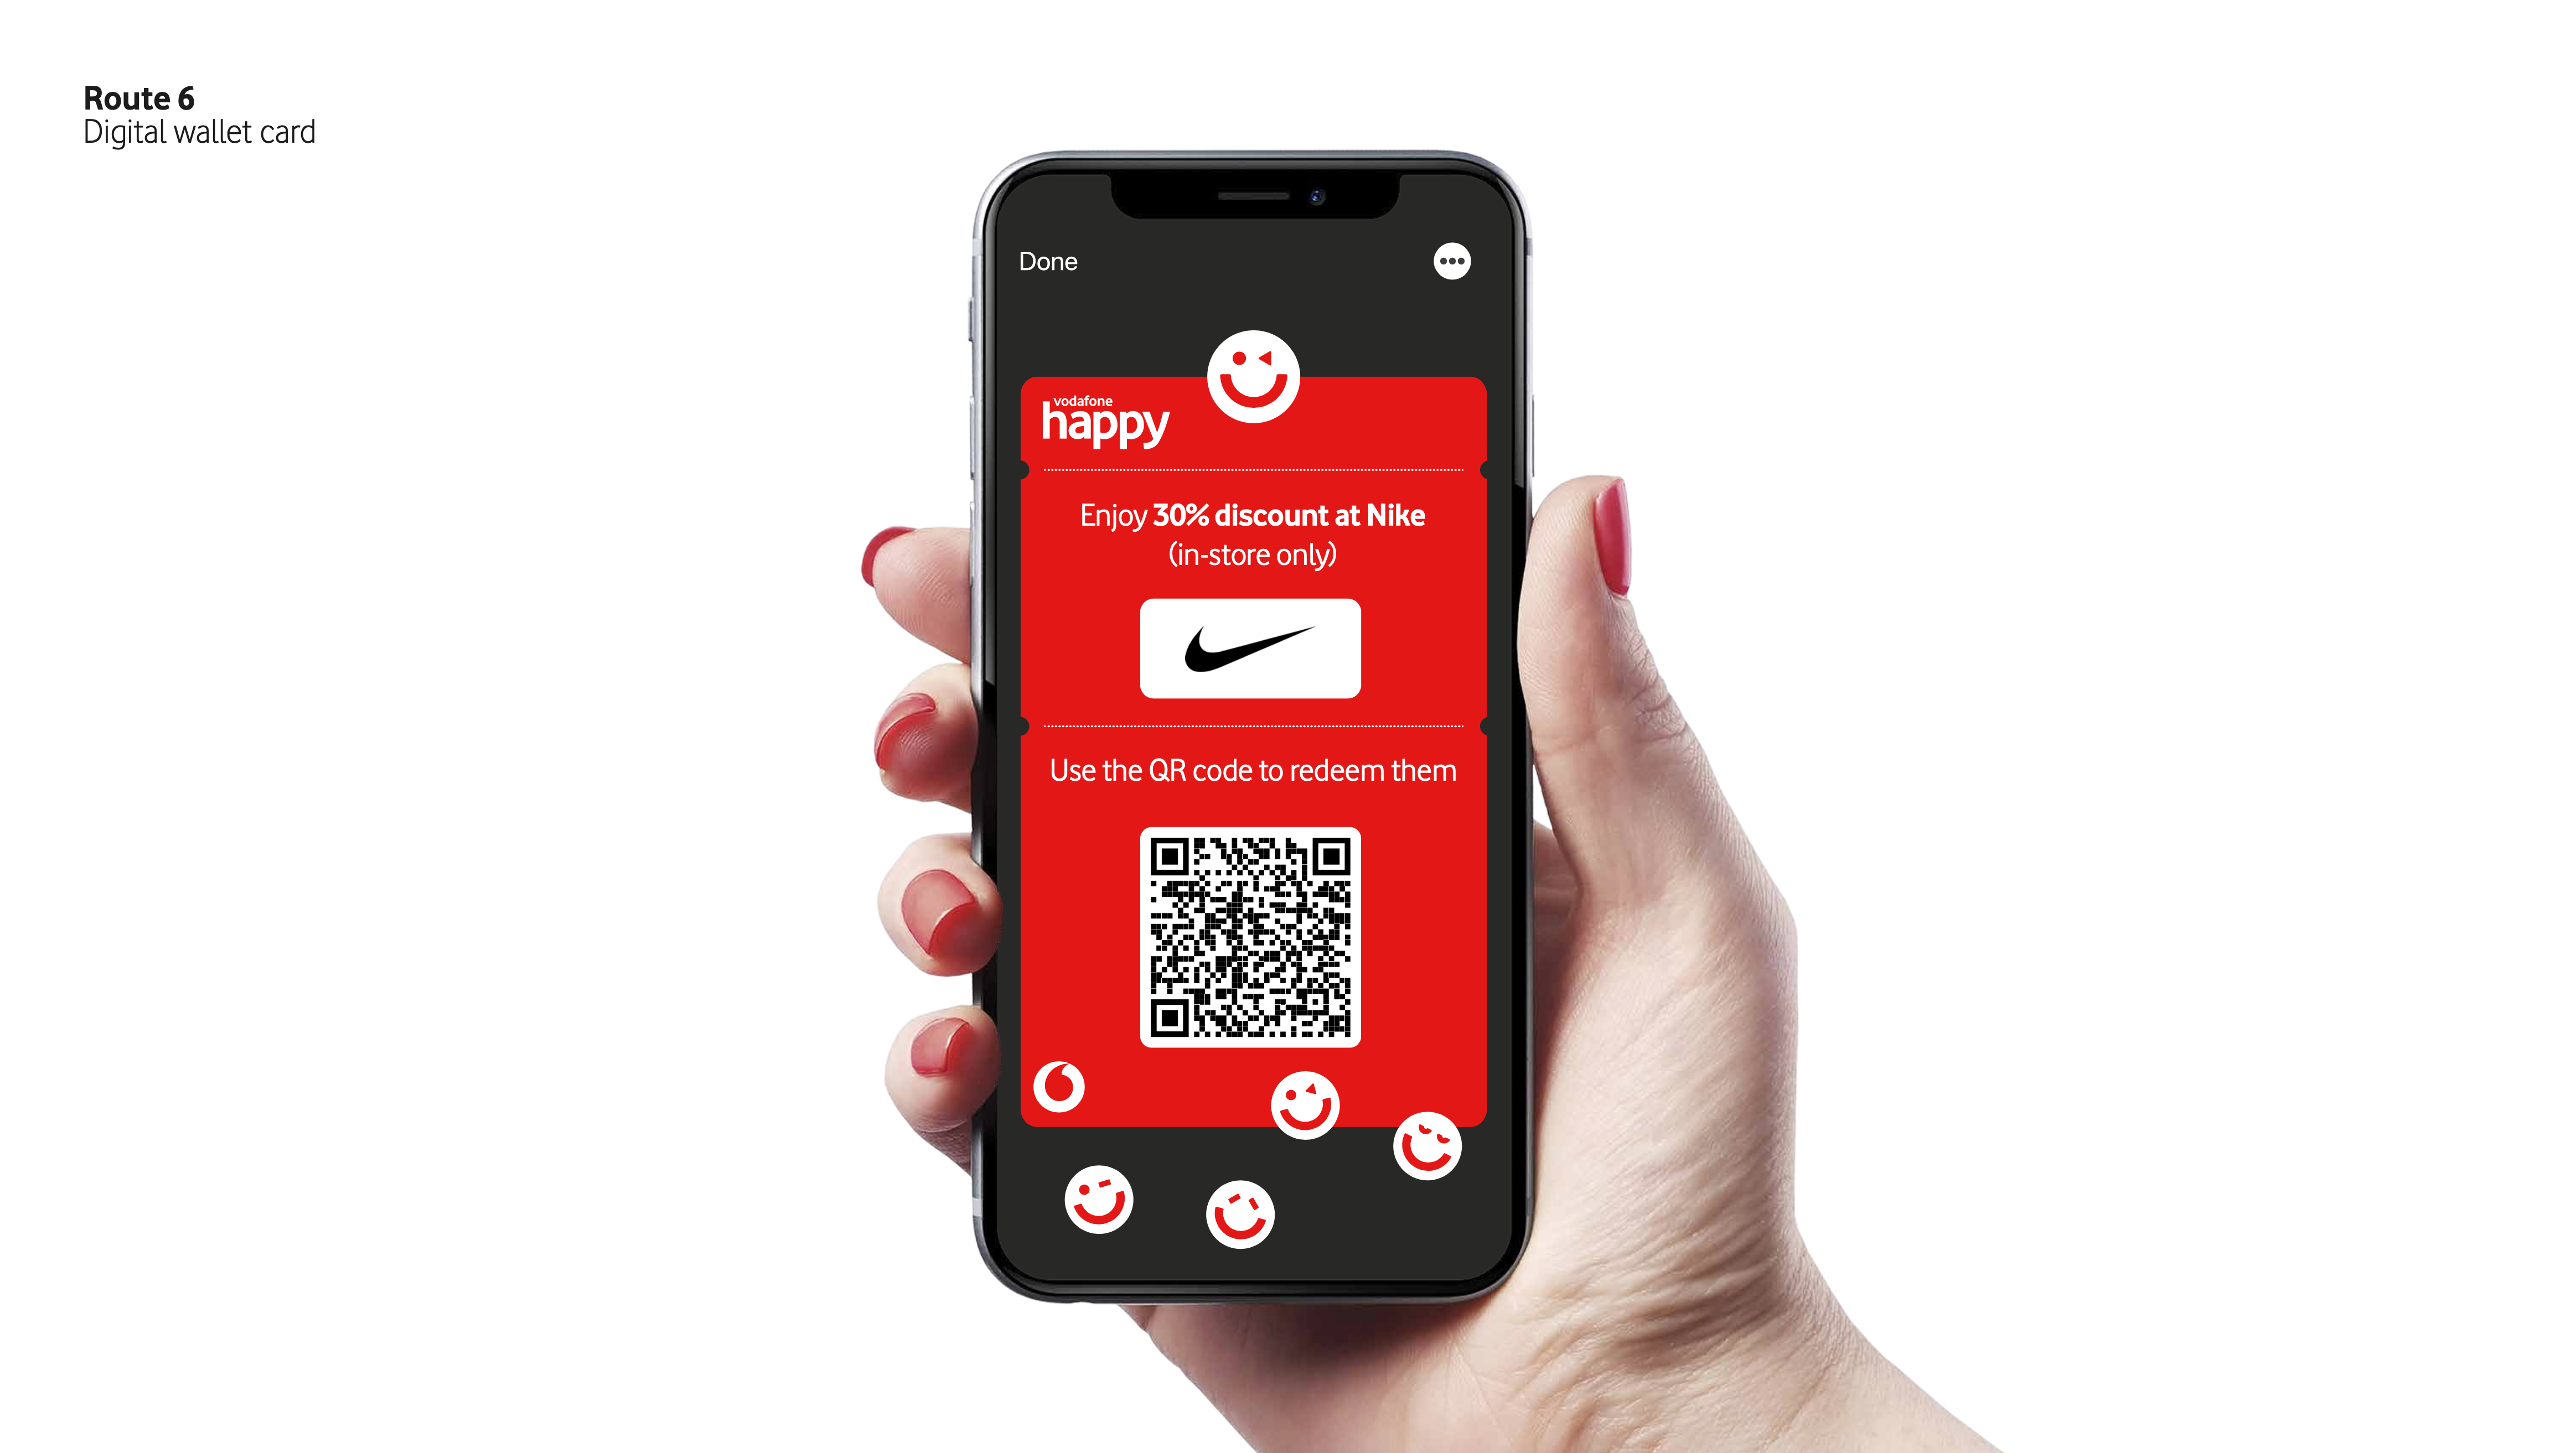 Route 6
Digital wallet card
Done
vodafone
happy
Enjoy 30% discount at Nike
(in-store only)
Use the QR code to redeem them